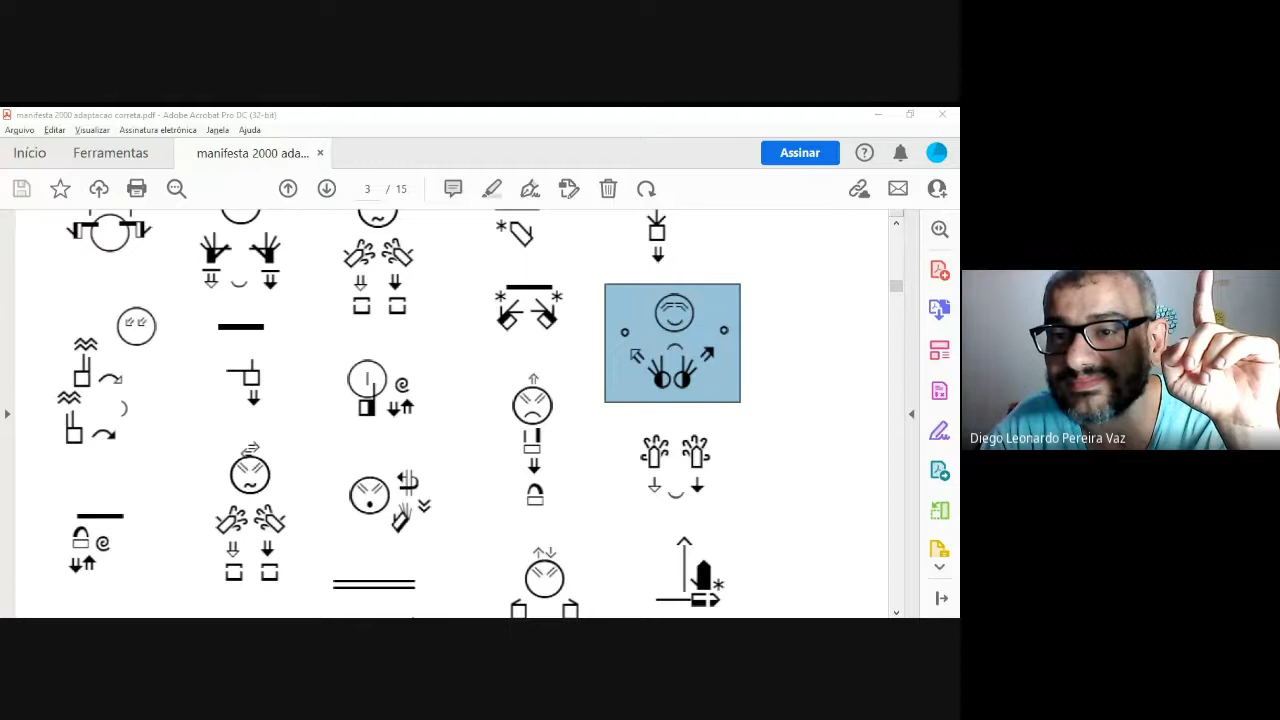 manifesta 2000 adaptacao correta.pdf - Adobe Acrobat Pro DC (32-bit)
Arquivo Editar Visualizar Assinatura eletrônica Janela Ajuda
Início Ferramentas manifesta 2000 ada... × Assinar
3 / 15
Diego Leonardo Pereira Vaz